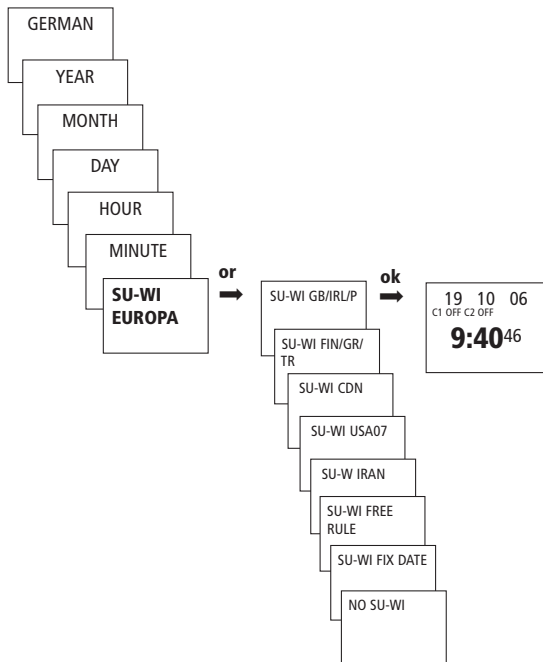 GERMAN
YEAR
MONTH
DAY
HOUR
MINUTE
SU-WI
EUROPA
or
SU-WI GB/IRL/P
SU-WI FIN/GR/
TR
SU-WI CDN
SU-WI USA07
SU-W IRAN
SU-WI FREE
RULE
SU-WI FIX DATE
NO SU-WI
ok
19 10 06
C1 OFF C2 OFF
9:40 46